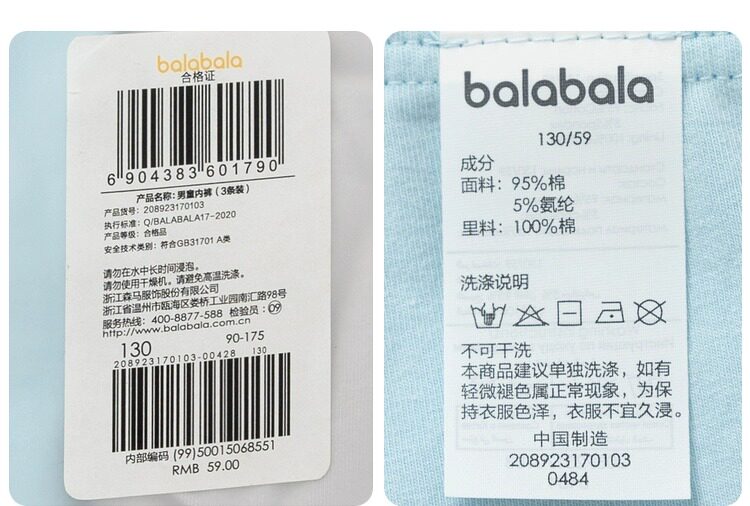 balabala
合格证
6 904383 601790
产品名称: 男童内裤（3条装）
产品货号: 208923170103
执行标准: Q/BALABALA17-2020
产品等级: 合格品
安全技术类别: 符合GB31701 A类
请勿在水中长时间浸泡。
请勿使用干燥机。请避免高温洗涤。
浙江森马服饰股份有限公司
浙江省温州市瓯海区娄桥工业园南汇路98号
服务热线: 400-8877-588 检验员: 09
http://www.balabala.com.cn
130 90-175
208923170103-00428 130
内部编码 (99)50015068551
RMB 59.00
balabala
130/59
成分
面料: 95%棉
5%氨纶
里料: 100%棉
洗涤说明
不可干洗
本商品建议单独洗涤，如有
轻微褪色属正常现象，为保
持衣服色泽，衣服不宜久浸。
中国制造
208923170103
0484